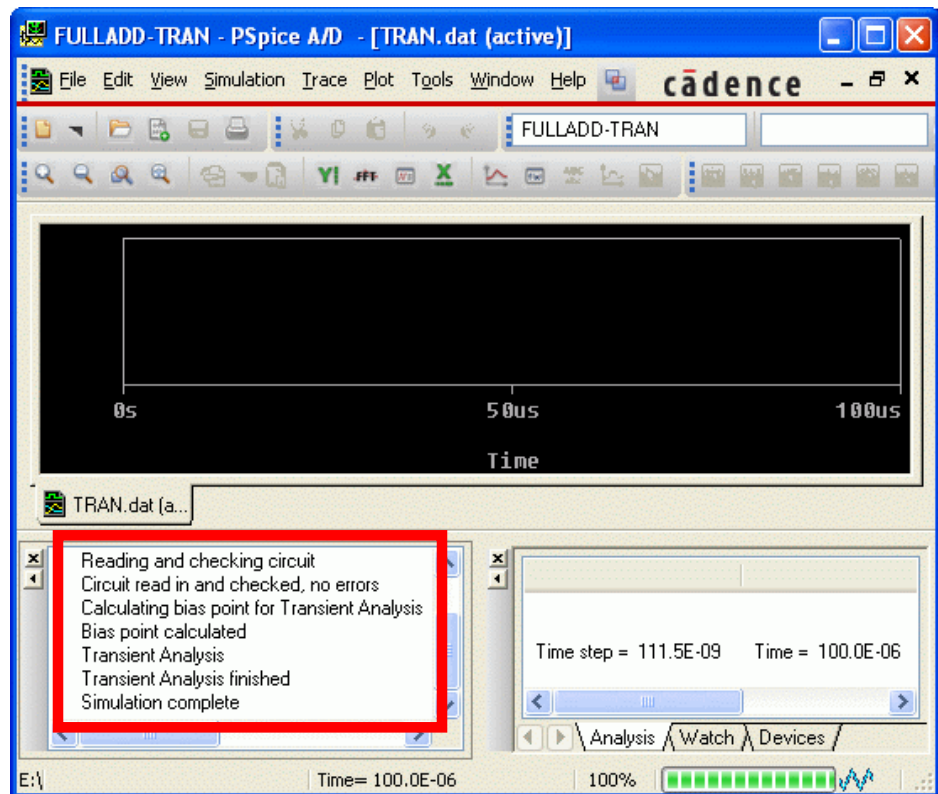 FULLADD-TRAN - PSpice A/D - [TRAN.dat (active)]
File Edit View Simulation Trace Plot Tools Window Help cādence
FULLADD-TRAN
0s 50us 100us
Time
TRAN.dat (a...
Reading and checking circuit
Circuit read in and checked, no errors
Calculating bias point for Transient Analysis
Bias point calculated
Transient Analysis
Transient Analysis finished
Simulation complete
Time step = 111.5E-09 Time = 100.0E-06
Analysis Watch Devices
E:\ Time= 100.0E-06 100%